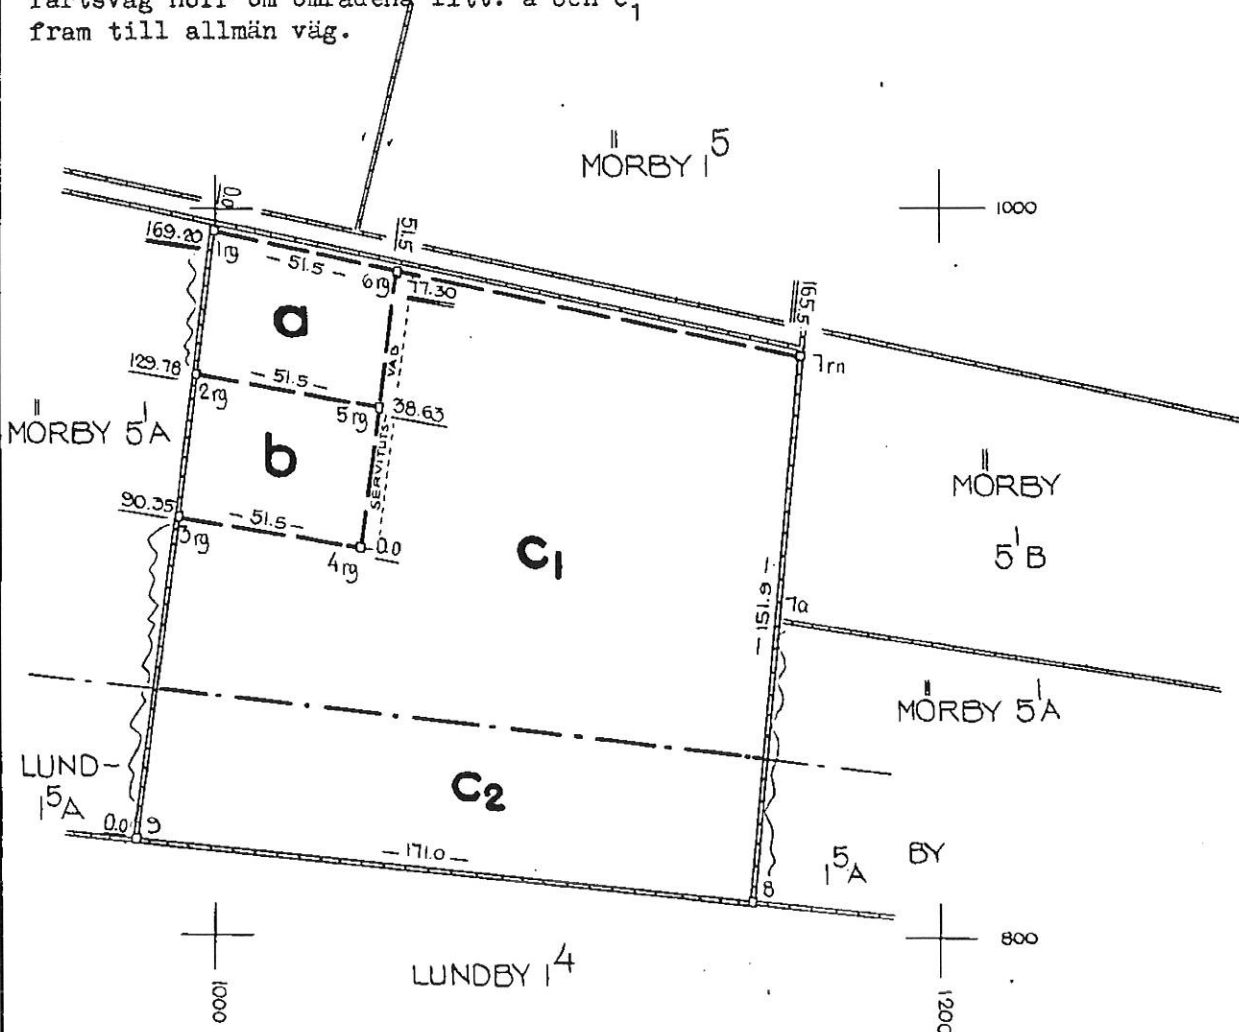 fram till allmän väg.
MÖRBY 1⁵
1000
0.0
51.5
169.20
1rg
— 51.5 —
6rg
77.30
165.5
7rn
a
VÄG
129.78
— 51.5 —
2rg
5rg
38.63
MÖRBY 5¹A
b
SERVITUTS-
MÖRBY
5¹B
90.35
— 51.5 —
3rg
4rg
0.0
C₁
— 151.9 —
7a
MÖRBY 5¹A
LUND-
1⁵A
C₂
0.0
9
— 171.0 —
8
1⁵A
BY
800
LUNDBY 1⁴
1000
1200